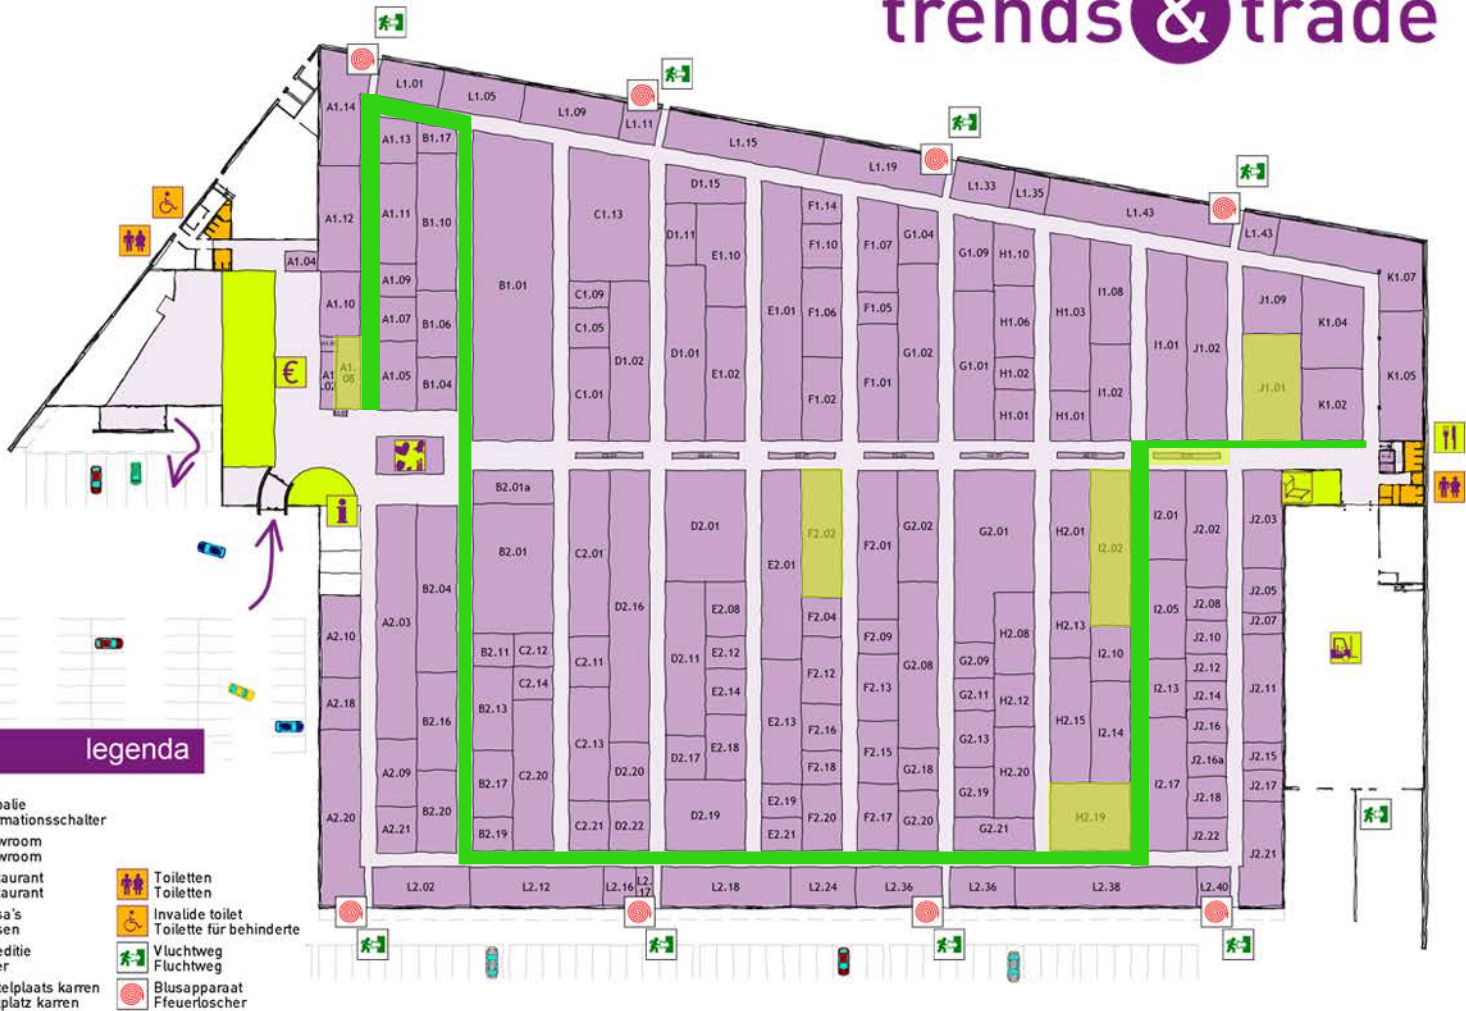 trends & trade
L1.01
L1.05
L1.09
L1.11
L1.15
L1.19
L1.33
L1.35
L1.43
L1.43
A1.14
A1.13
B1.17
A1.12
A1.11
B1.10
A1.04
A1.10
A1.09
A1.07
B1.06
A1.
08
A1.05
B1.04
€
B1.01
C1.13
C1.09
C1.05
C1.01
D1.02
D1.15
D1.11
E1.10
D1.01
E1.02
E1.01
F1.14
F1.10
F1.06
F1.02
F1.07
G1.04
F1.05
F1.01
G1.02
G1.09
H1.10
H1.06
G1.01
H1.02
H1.01
H1.03
I1.08
I1.02
H1.01
I1.01
J1.02
J1.09
J1.01
K1.04
K1.02
K1.07
K1.05
i
A2.03
B2.04
A2.10
A2.18
A2.20
B2.16
A2.09
A2.21
B2.20
B2.01a
B2.01
B2.11
C2.12
C2.14
B2.13
B2.17
C2.20
B2.19
C2.01
D2.16
C2.11
C2.13
D2.20
C2.21
D2.22
D2.01
D2.11
E2.08
E2.12
E2.14
D2.17
E2.18
D2.19
E2.01
F2.02
F2.04
F2.12
E2.13
F2.16
F2.18
E2.19
E2.21
F2.20
F2.01
G2.02
F2.09
G2.08
F2.13
F2.15
G2.18
F2.17
G2.20
G2.01
H2.08
G2.09
G2.11
H2.12
G2.13
H2.20
G2.19
G2.21
H2.01
I2.02
H2.13
I2.10
H2.15
I2.14
H2.19
I2.01
J2.02
I2.05
J2.08
J2.10
J2.12
I2.13
J2.14
J2.16
J2.16a
I2.17
J2.18
J2.22
J2.03
J2.05
J2.07
J2.11
J2.15
J2.17
J2.21
L2.02
L2.12
L2.16
L2.
17
L2.18
L2.24
L2.36
L2.36
L2.38
L2.40
legenda
Toiletten
Toiletten
Invalide toilet
Toilette für behinderte
Vluchtweg
Fluchtweg
Blusapparaat
Ffeuerloscher